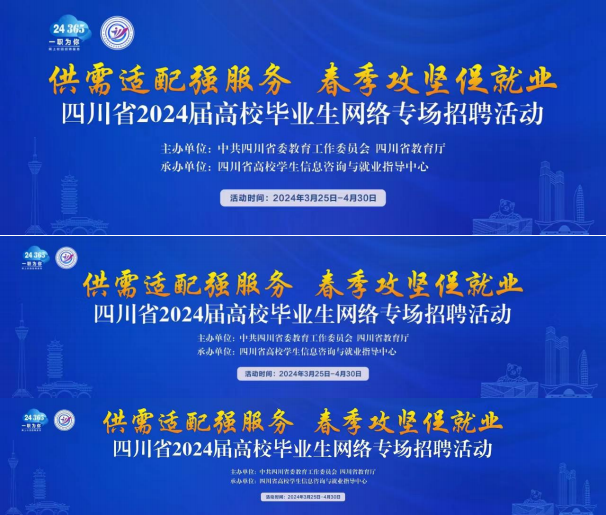 24 365
一职为你
供需适配强服务 春季攻坚促就业
四川省2024届高校毕业生网络专场招聘活动
主办单位：中共四川省委教育工作委员会 四川省教育厅
承办单位：四川省高校学生信息咨询与就业指导中心
活动时间：2024年3月25日-4月30日
24 365
一职为你
供需适配强服务 春季攻坚促就业
四川省2024届高校毕业生网络专场招聘活动
主办单位：中共四川省委教育工作委员会 四川省教育厅
承办单位：四川省高校学生信息咨询与就业指导中心
活动时间：2024年3月25日-4月30日
24 365
一职为你
供需适配强服务 春季攻坚促就业
四川省2024届高校毕业生网络专场招聘活动
主办单位：中共四川省委教育工作委员会 四川省教育厅
承办单位：四川省高校学生信息咨询与就业指导中心
活动时间：2024年3月25日-4月30日